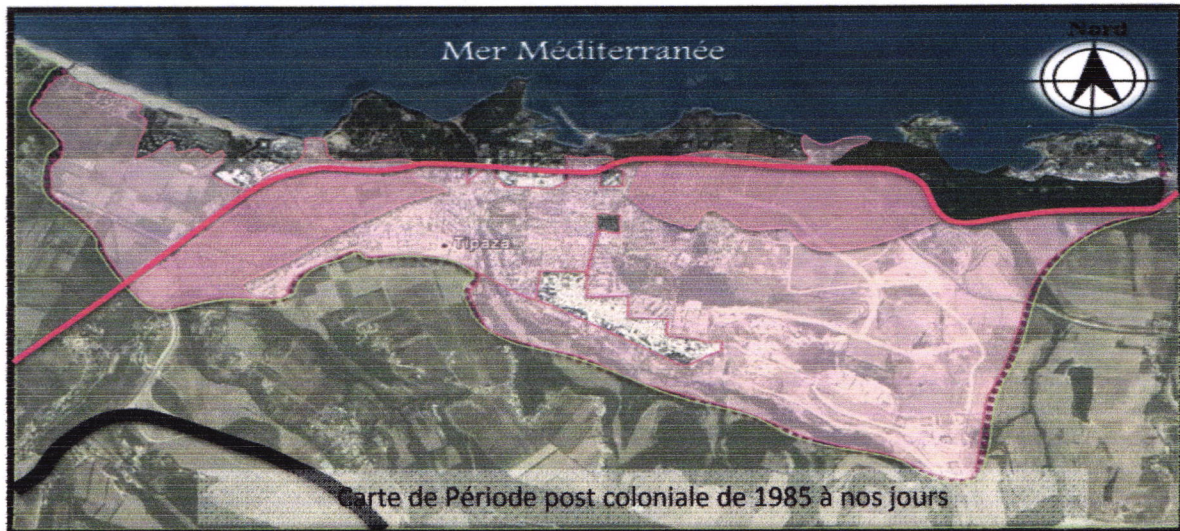 Nord
Mer Méditerranée
Tipaza
Carte de Période post coloniale de 1985 à nos jours